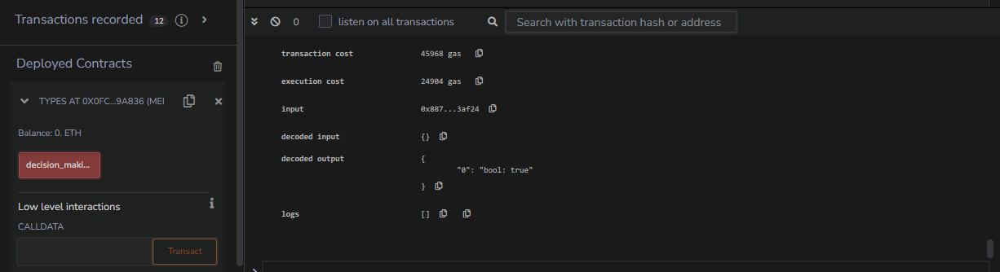 Transactions recorded 12
Deployed Contracts
TYPES AT 0X0FC...9A836 (MEI
Balance: 0. ETH
decision_maki...
Low level interactions
CALLDATA
Transact
0
listen on all transactions
Search with transaction hash or address
transaction cost 45968 gas
execution cost 24904 gas
input 0x887...3af24
decoded input {}
decoded output {
"0": "bool: true"
}
logs []
>